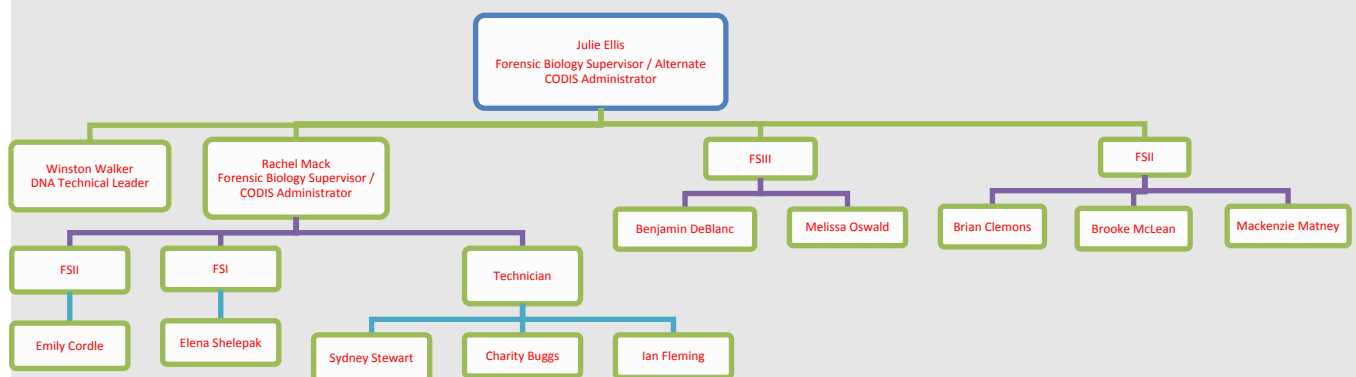 Julie Ellis
Forensic Biology Supervisor / Alternate
CODIS Administrator
Winston Walker
DNA Technical Leader
Rachel Mack
Forensic Biology Supervisor /
CODIS Administrator
FSIII
FSII
Benjamin DeBlanc
Melissa Oswald
Brian Clemons
Brooke McLean
Mackenzie Matney
FSII
FSI
Technician
Emily Cordle
Elena Shelepak
Sydney Stewart
Charity Buggs
Ian Fleming